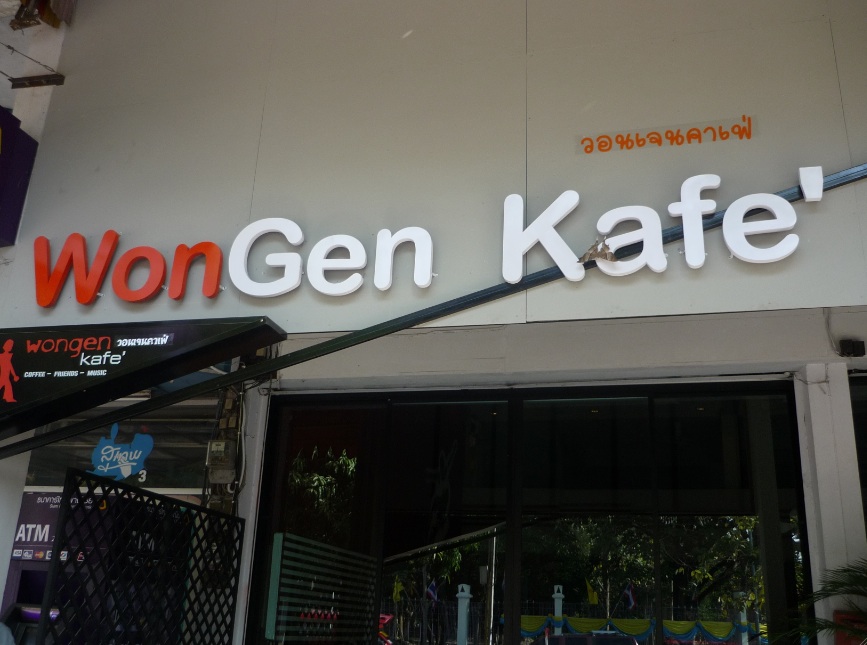 วอนเจนคาเฟ่
WonGen Kafe'
wongen วอนเจนคาเฟ่
kafe'
COFFEE - FRIENDS - MUSIC
3
ATM